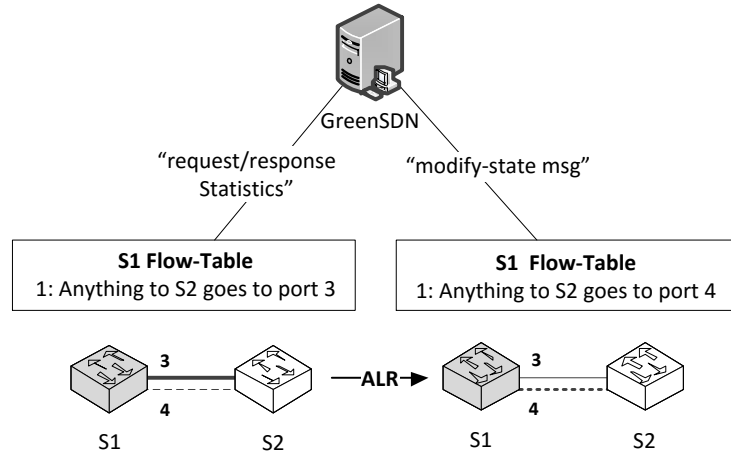 GreenSDN
“request/response
Statistics”
“modify-state msg”
S1 Flow-Table
1: Anything to S2 goes to port 3
S1 Flow-Table
1: Anything to S2 goes to port 4
3
4
S1
S2
ALR
3
4
S1
S2